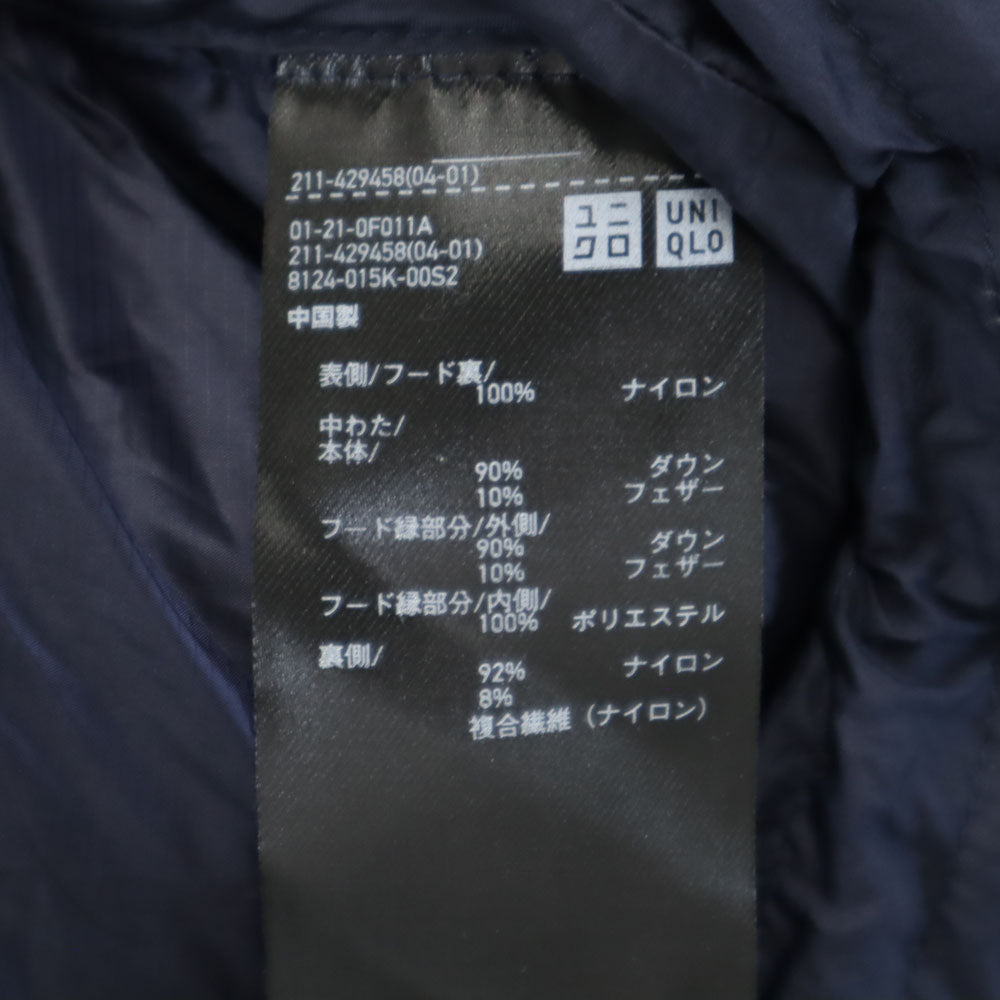 211-429458(04-01)
ユニ
クロ
UNI
QLO
01-21-0F011A
211-429458(04-01)
8124-015K-00S2
中国製
表側/フード裏/
100% ナイロン
中わた/
本体/
90% ダウン
10% フェザー
フード縁部分/外側/
90% ダウン
10% フェザー
フード縁部分/内側/
100% ポリエステル
裏側/
92% ナイロン
8%
複合繊維（ナイロン）